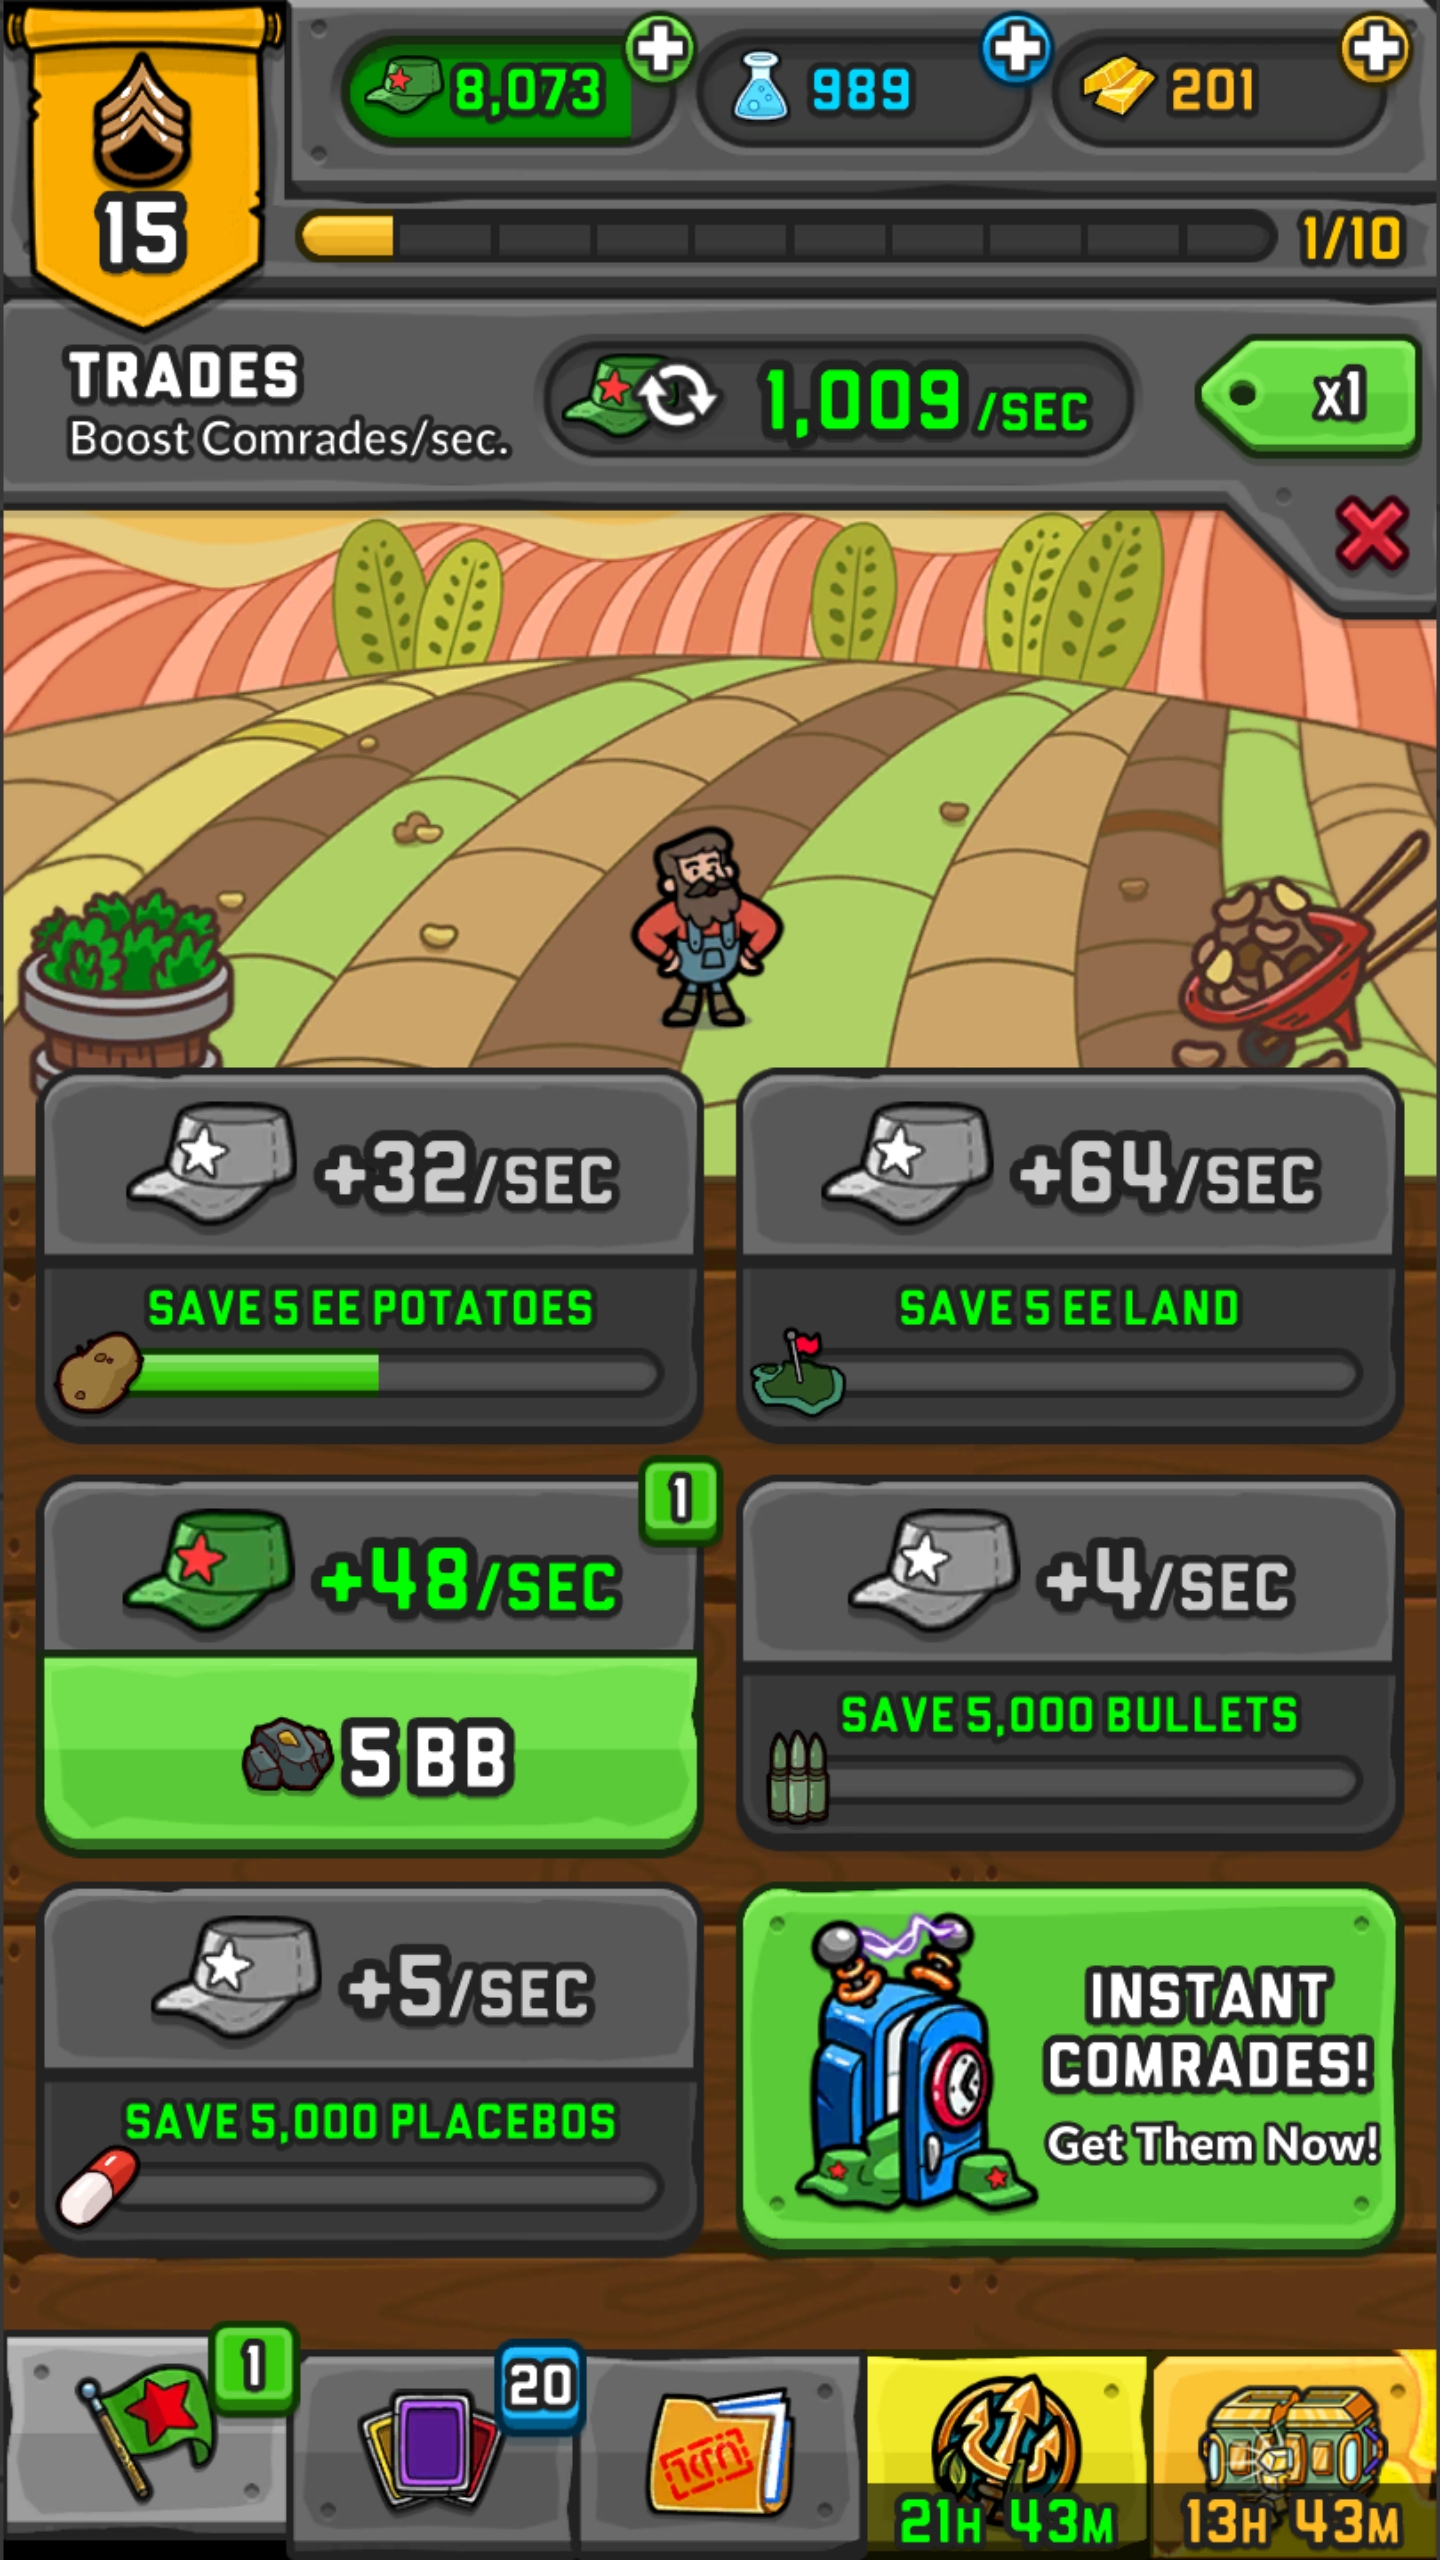 8,073
989
201
15
1/10
TRADES
Boost Comrades/sec.
1,009 /SEC
x1
+32/SEC
SAVE 5 EE POTATOES
+64/SEC
SAVE 5 EE LAND
1
+48/SEC
5 BB
+4/SEC
SAVE 5,000 BULLETS
+5/SEC
SAVE 5,000 PLACEBOS
INSTANT
COMRADES!
Get Them Now!
1
20
21H 43M
13H 43M